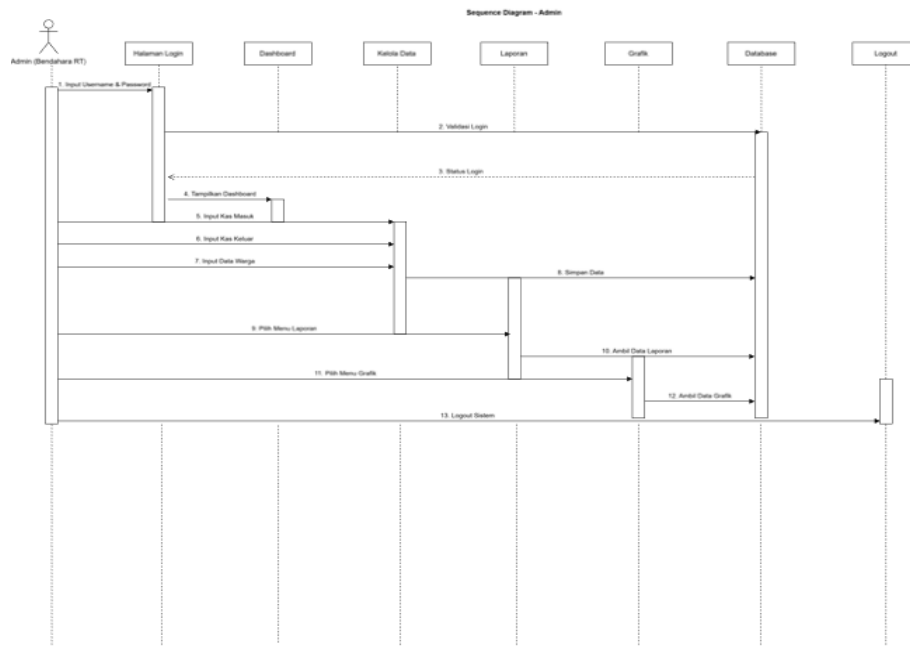 Sequence Diagram - Admin
Admin (Bendahara RT)
Halaman Login
Dashboard
Kelola Data
Laporan
Grafik
Database
Logout
1. Input Username & Password
2. Validasi Login
3. Status Login
4. Tampilkan Dashboard
5. Input Kas Masuk
6. Input Kas Keluar
7. Input Data Warga
8. Simpan Data
9. Pilih Menu Laporan
10. Ambil Data Laporan
11. Pilih Menu Grafik
12. Ambil Data Grafik
13. Logout Sistem